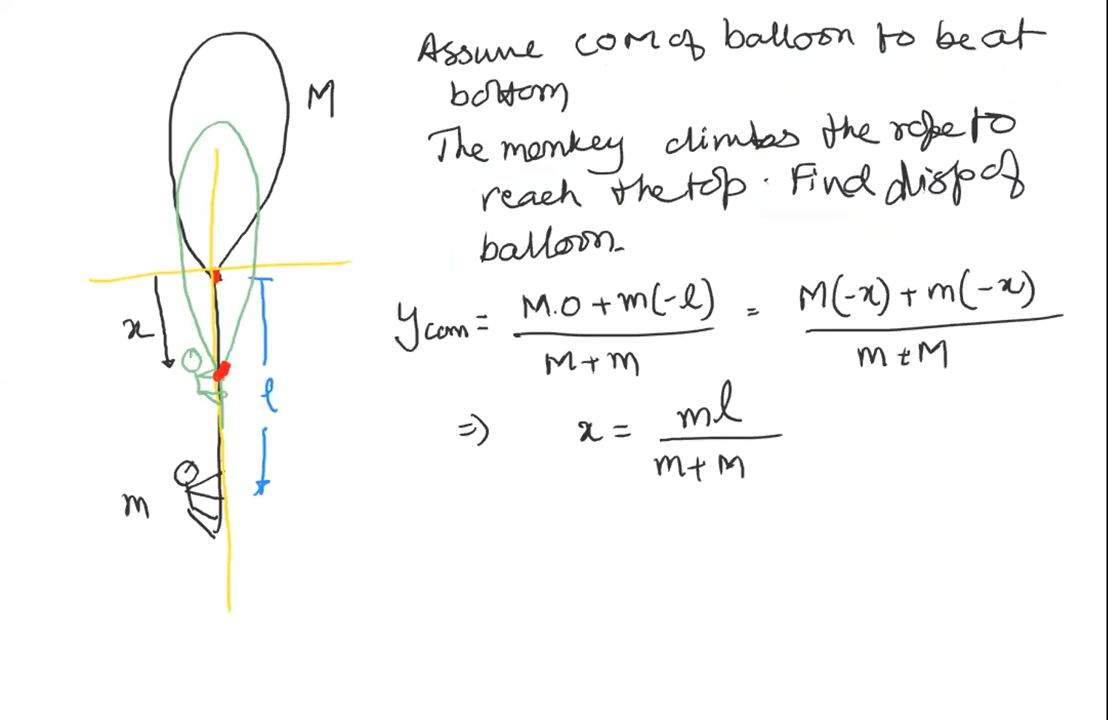 Assume COM of balloon to be at
bottom
The monkey climbs the rope to
reach the top. Find disp of
balloon.
M
x
l
m
y com = M.0 + m(-l) / M+m = M(-x) + m(-x) / m+M
=> x = ml / m+M